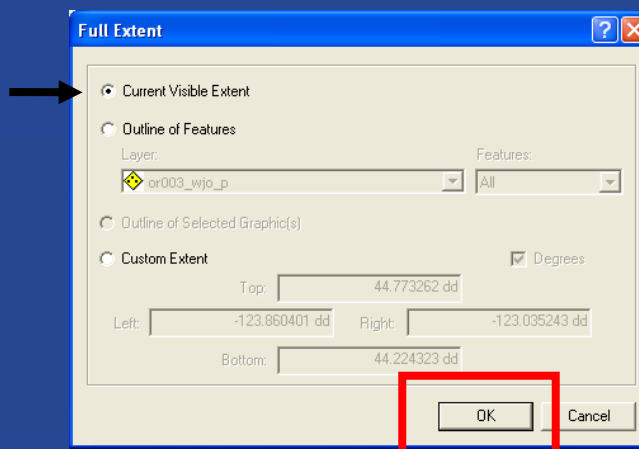 Full Extent
Current Visible Extent
Outline of Features
Layer: Features:
or003_wjo_p All
Outline of Selected Graphic(s)
Custom Extent Degrees
Top: 44.773262 dd
Left: -123.860401 dd Right: -123.035243 dd
Bottom: 44.224323 dd
OK Cancel